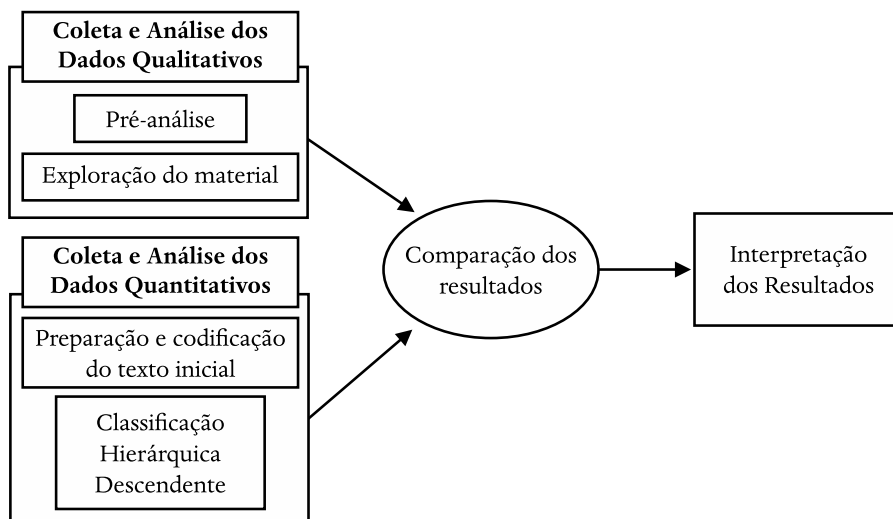 Coleta e Análise dos
Dados Qualitativos
Pré-análise
Exploração do material
Coleta e Análise dos
Dados Quantitativos
Preparação e codificação
do texto inicial
Classificação
Hierárquica
Descendente
Comparação dos
resultados
Interpretação
dos Resultados